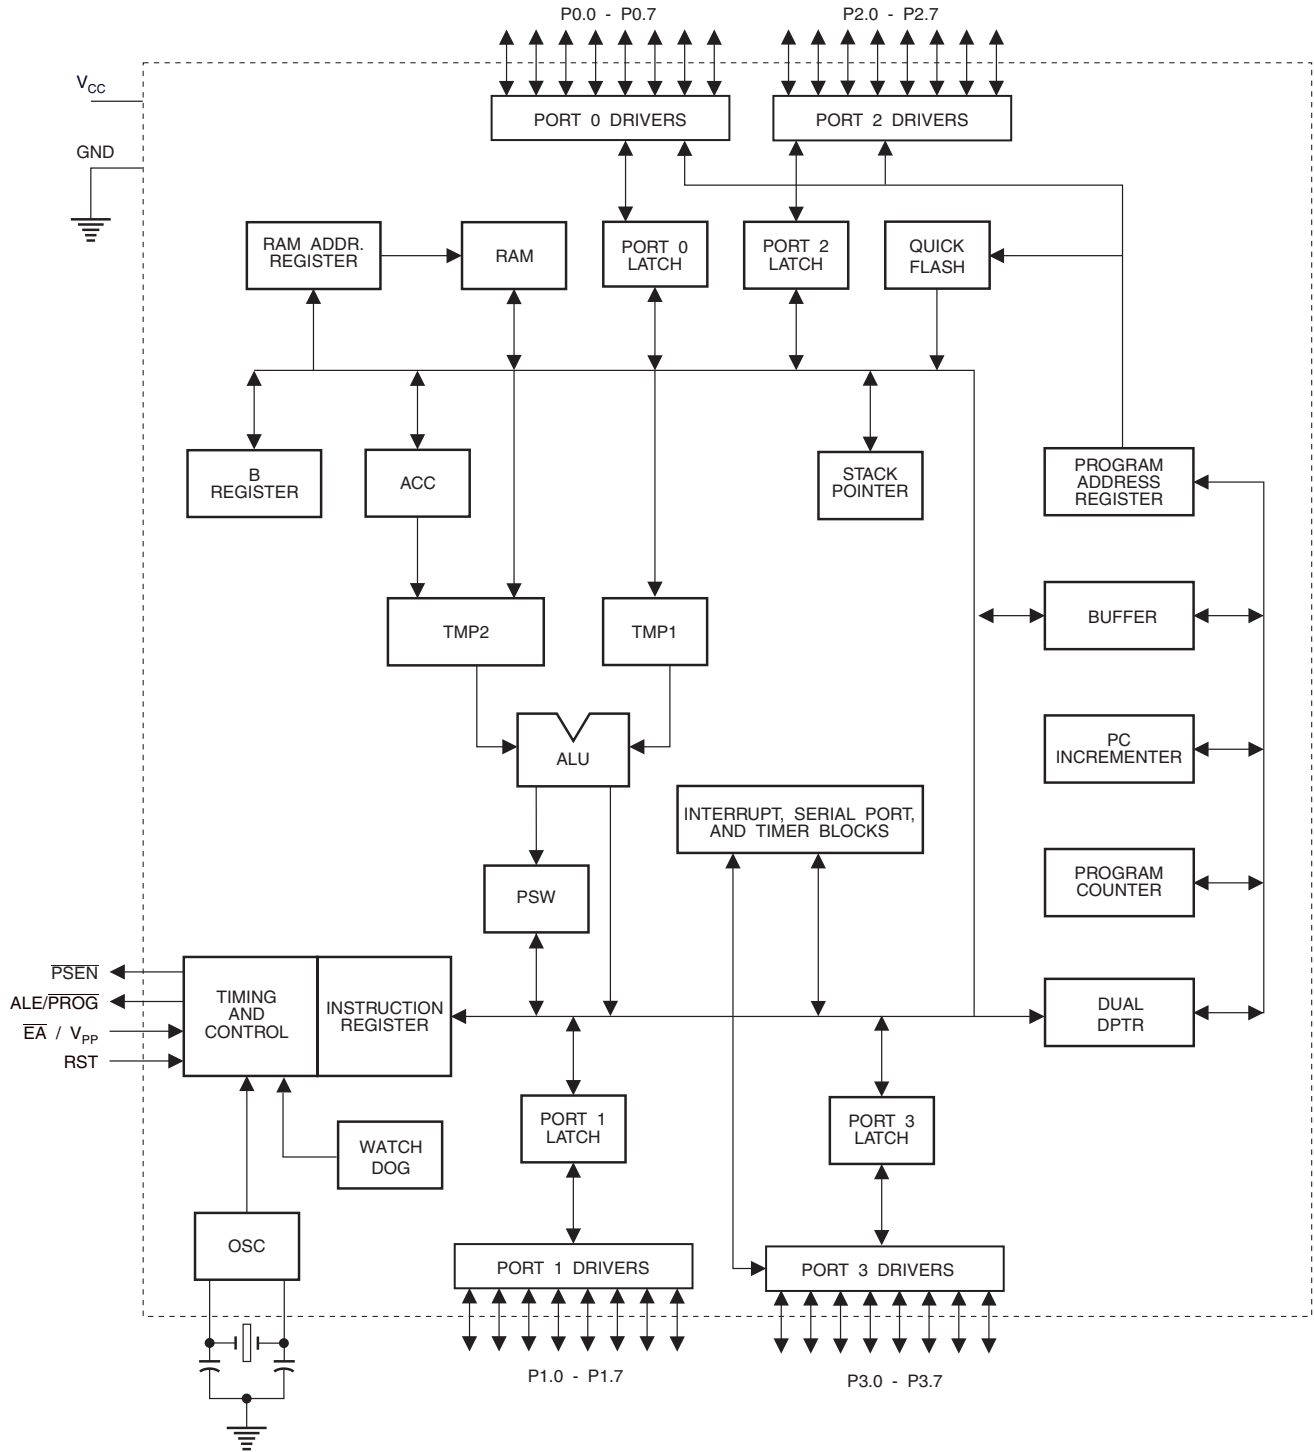 P0.0 - P0.7
P2.0 - P2.7
VCC
GND
PORT 0 DRIVERS
PORT 2 DRIVERS
RAM ADDR.
REGISTER
RAM
PORT 0
LATCH
PORT 2
LATCH
QUICK
FLASH
B
REGISTER
ACC
STACK
POINTER
PROGRAM
ADDRESS
REGISTER
TMP2
TMP1
BUFFER
ALU
PC
INCREMENTER
INTERRUPT, SERIAL PORT,
AND TIMER BLOCKS
PSW
PROGRAM
COUNTER
PSEN
ALE/PROG
EA / VPP
RST
TIMING
AND
CONTROL
INSTRUCTION
REGISTER
DUAL
DPTR
WATCH
DOG
PORT 1
LATCH
PORT 3
LATCH
OSC
PORT 1 DRIVERS
PORT 3 DRIVERS
P1.0 - P1.7
P3.0 - P3.7